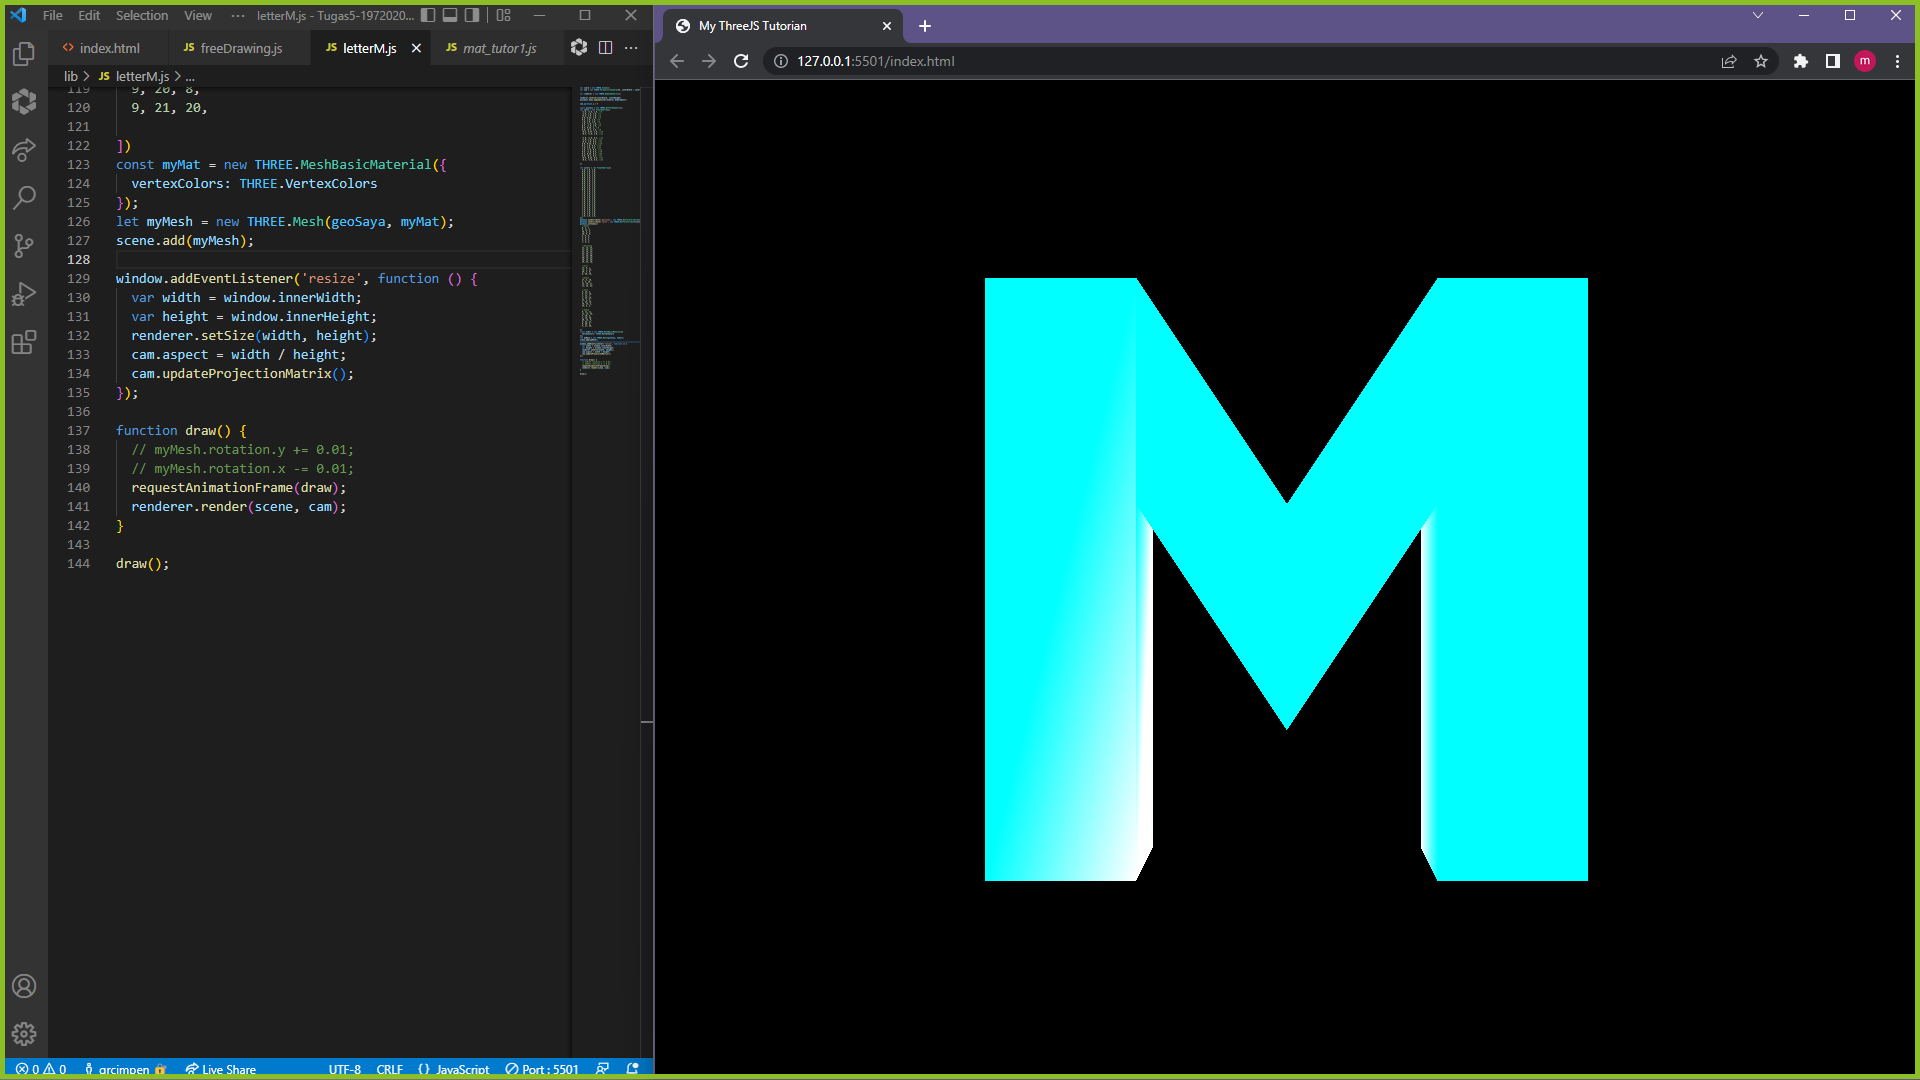 File Edit Selection View ··· letterM.js - Tugas5-1972020...
<> index.html JS freeDrawing.js JS letterM.js JS mat_tutor1.js ···
lib > JS letterM.js > ...
119 9, 20, 8,
120 9, 21, 20,
121
122 ])
123 const myMat = new THREE.MeshBasicMaterial({
124 vertexColors: THREE.VertexColors
125 });
126 let myMesh = new THREE.Mesh(geoSaya, myMat);
127 scene.add(myMesh);
128
129 window.addEventListener('resize', function () {
130 var width = window.innerWidth;
131 var height = window.innerHeight;
132 renderer.setSize(width, height);
133 cam.aspect = width / height;
134 cam.updateProjectionMatrix();
135 });
136
137 function draw() {
138 // myMesh.rotation.y += 0.01;
139 // myMesh.rotation.x -= 0.01;
140 requestAnimationFrame(draw);
141 renderer.render(scene, cam);
142 }
143
144 draw();
0 0 qrcimpen Live Share UTF-8 CRLF {} JavaScript Port : 5501
My ThreeJS Tutorian
127.0.0.1:5501/index.html
m
M